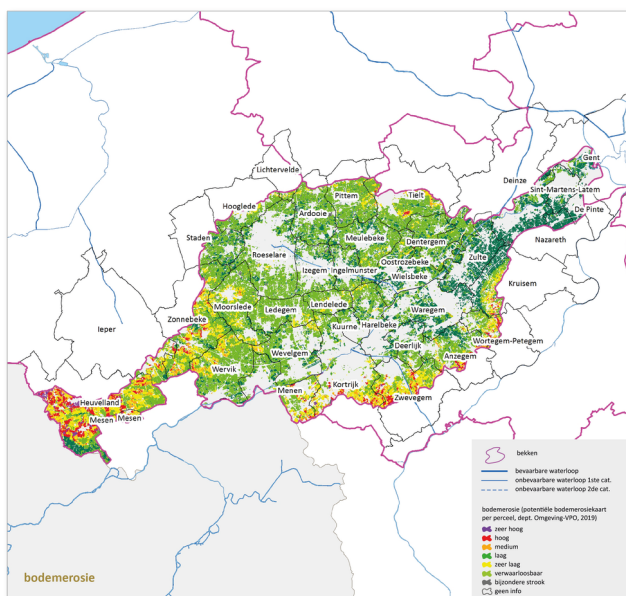 Lichtervelde
Gent
Deinze
Sint-Martens-Latem
Pittem
Tielt
Hooglede
Ardooie
De Pinte
Staden
Meulebeke
Dentergem
Nazareth
Roeselare
Oostrozebeke
Zulte
Izegem
Ingelmunster
Wielsbeke
Kruisem
Moorslede
Ledegem
Lendelede
Waregem
Zonnebeke
Kuurne
Harelbeke
Ieper
Wortegem-Petegem
Wevelgem
Deerlijk
Anzegem
Wervik
Menen
Kortrijk
Zwevegem
Heuvelland
Mesen
Mesen
bekken
bevaarbare waterloop
onbevaarbare waterloop 1ste cat.
onbevaarbare waterloop 2de cat.
bodemerosie (potentiële bodemerosiekaart
per perceel, dept. Omgeving-VPO, 2019)
zeer hoog
hoog
medium
laag
zeer laag
verwaarloosbaar
bijzondere strook
geen info
bodemerosie